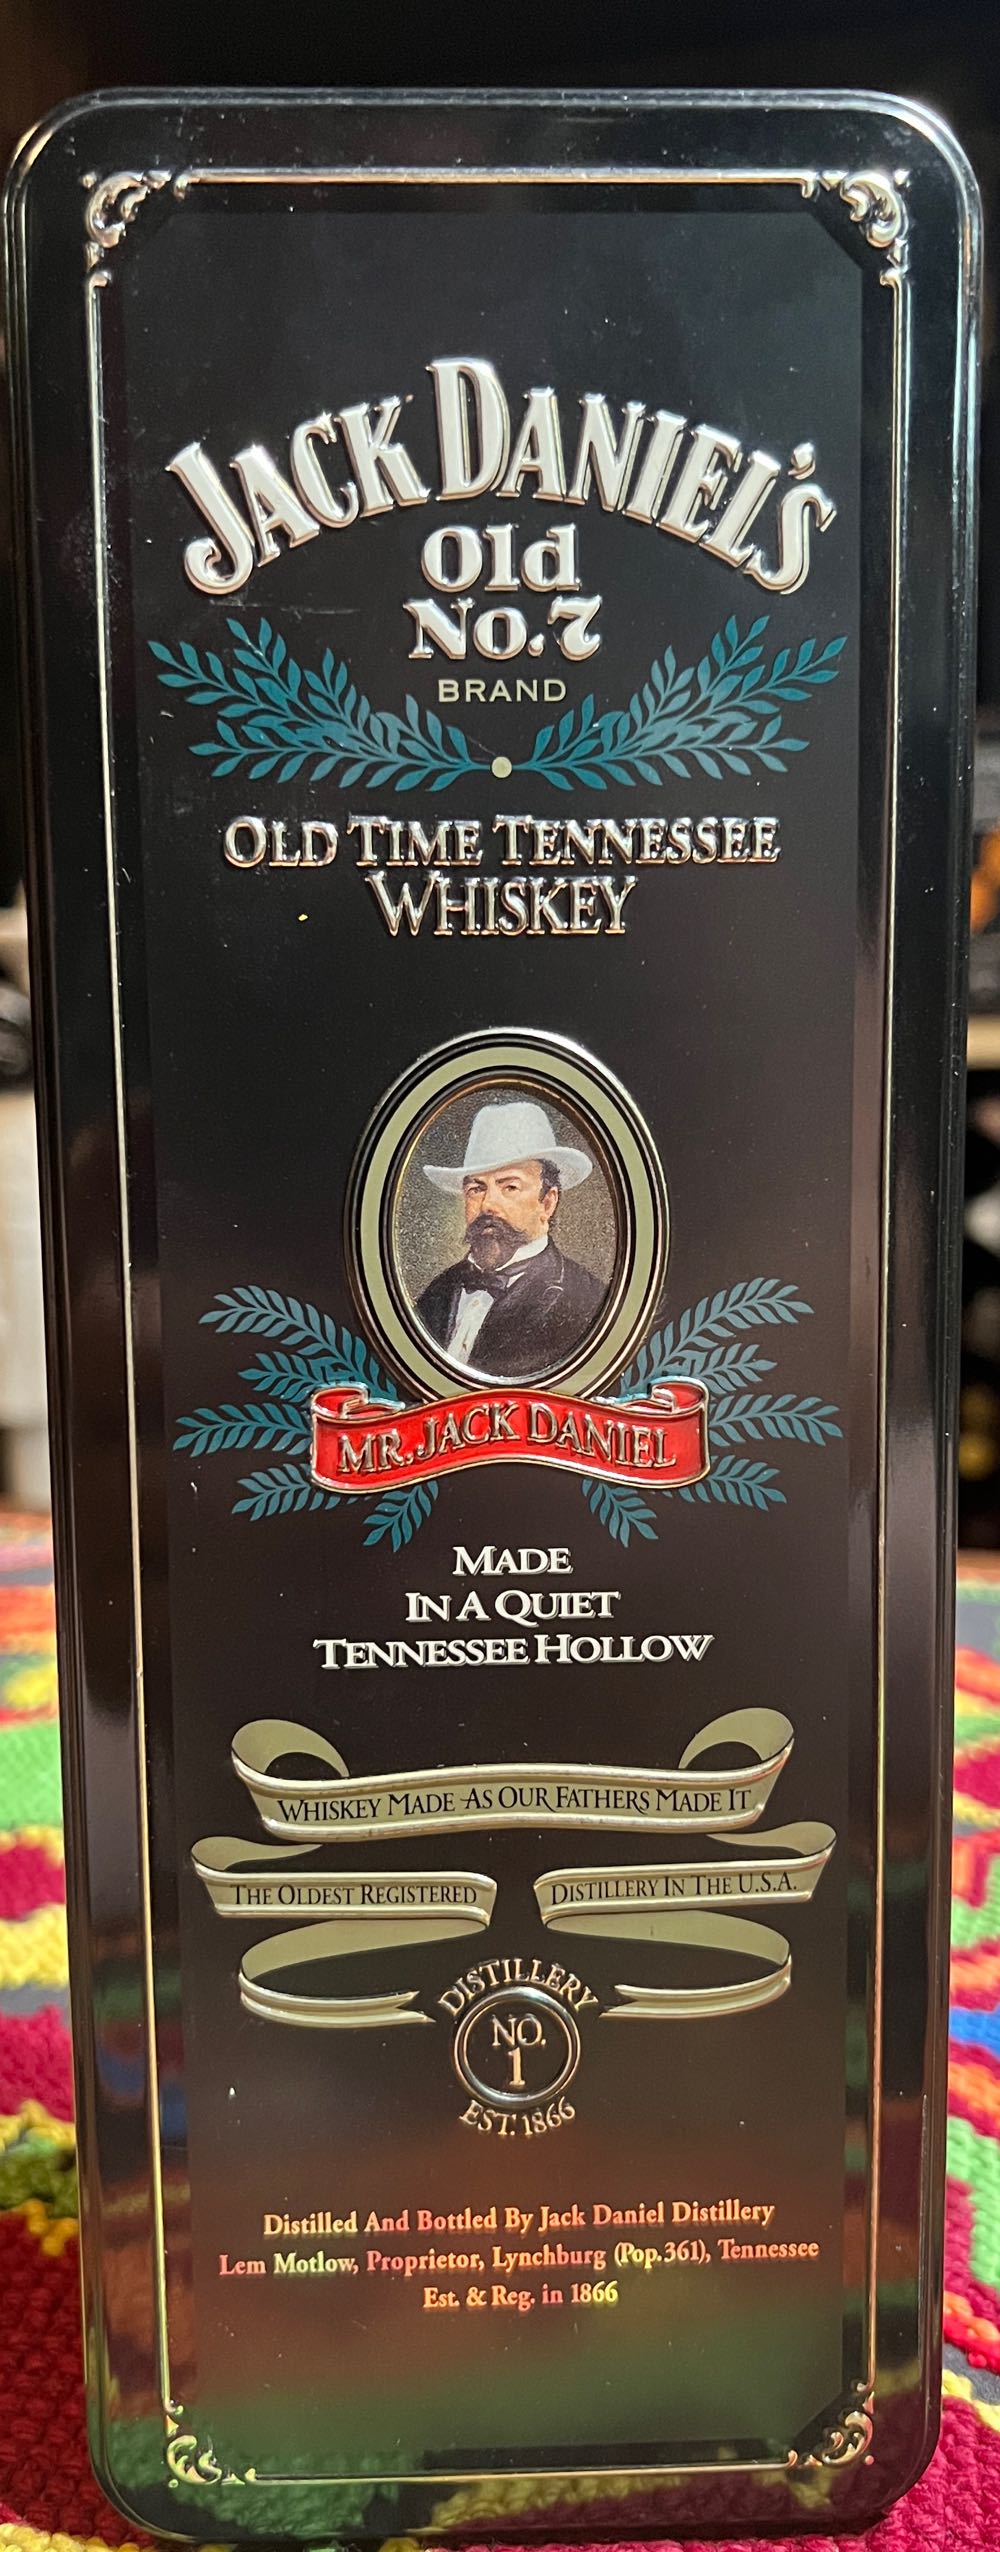 JACK DANIEL'S
Old
No.7
BRAND
OLD TIME TENNESSEE
WHISKEY
MR. JACK DANIEL
MADE
IN A QUIET
TENNESSEE HOLLOW
WHISKEY MADE AS OUR FATHERS MADE IT
THE OLDEST REGISTERED DISTILLERY IN THE U.S.A.
DISTILLERY
NO.
1
EST. 1866
Distilled And Bottled By Jack Daniel Distillery
Lem Motlow, Proprietor, Lynchburg (Pop.361), Tennessee
Est. & Reg. in 1866